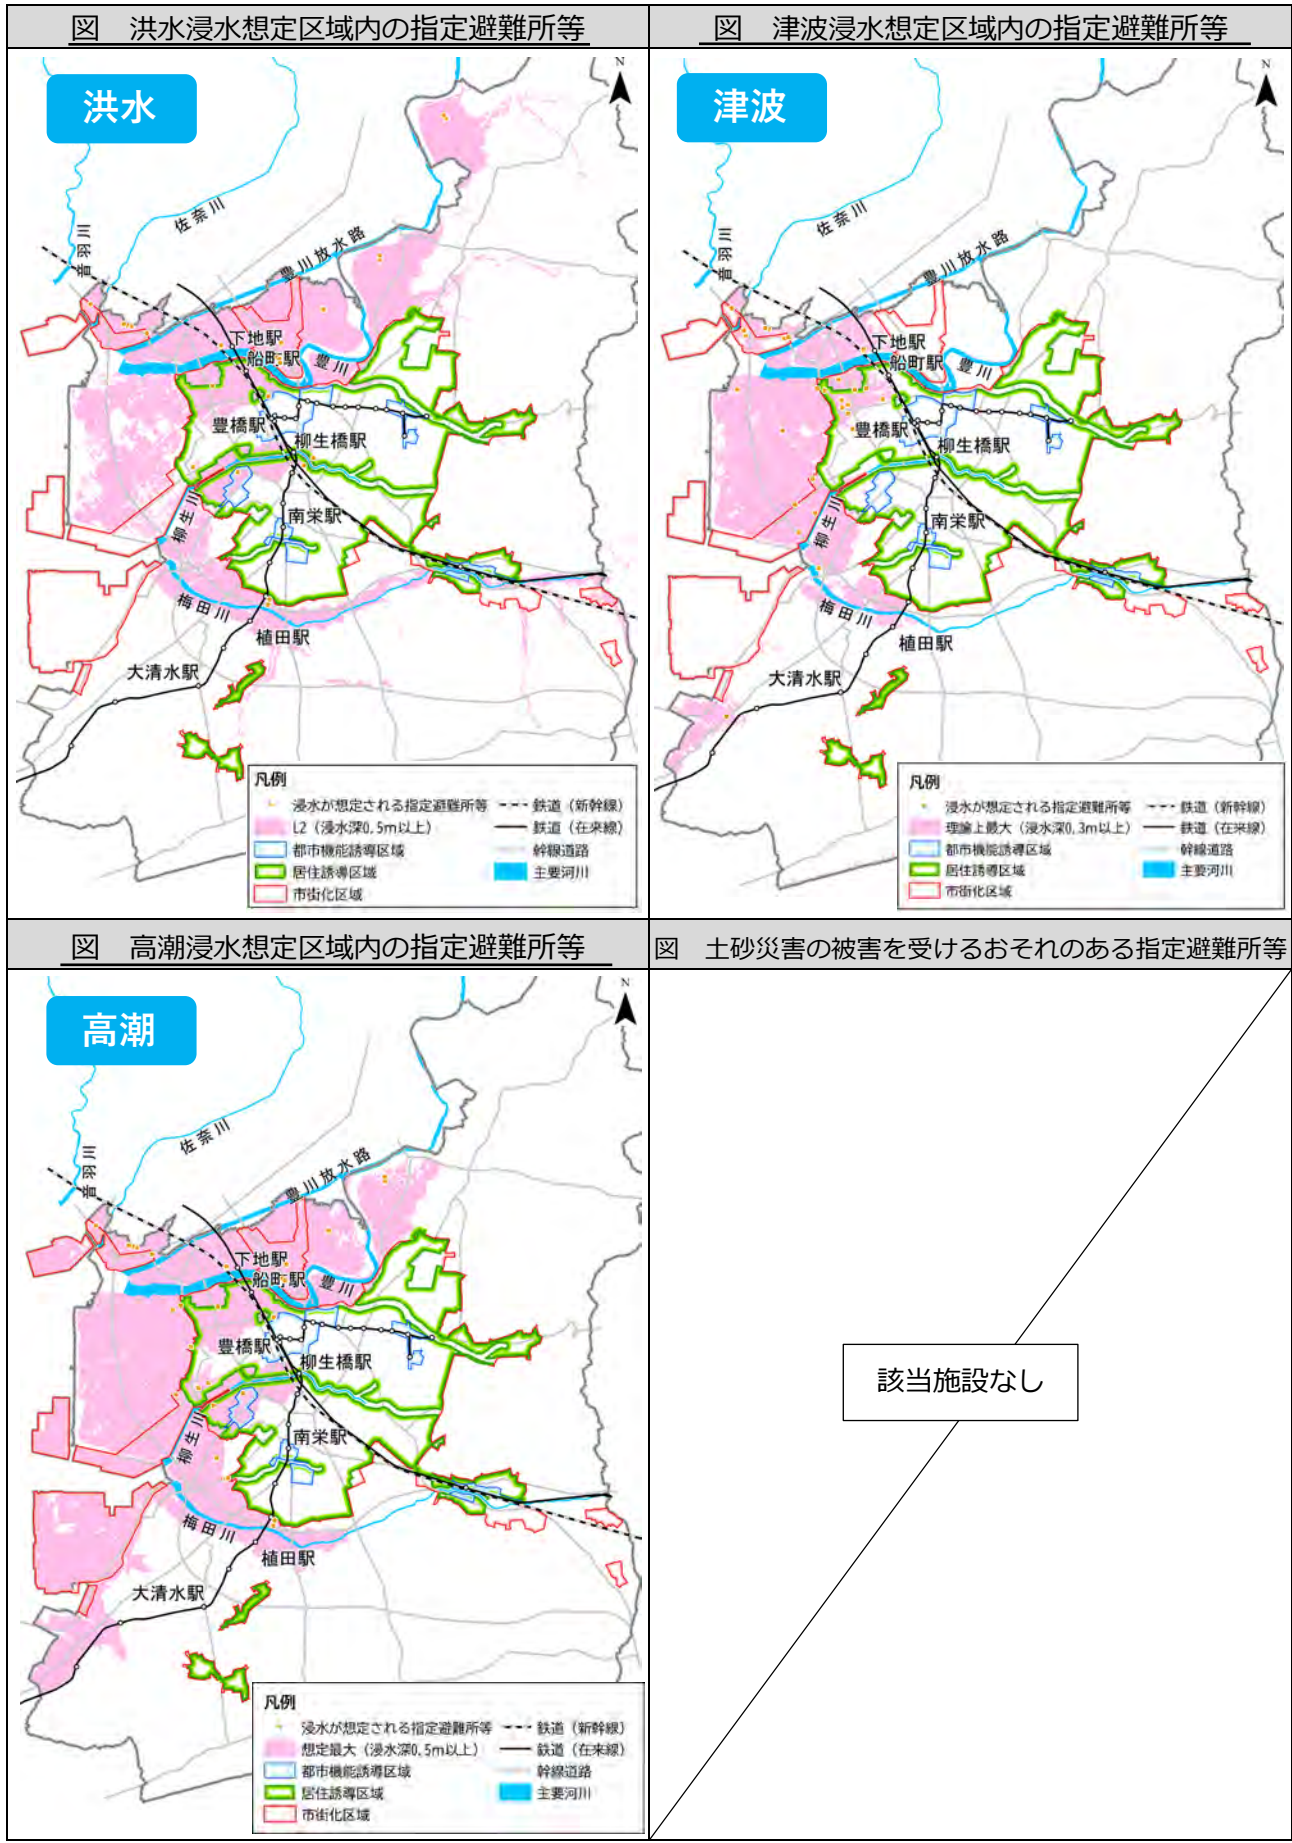 図　洪水浸水想定区域内の指定避難所等
図　津波浸水想定区域内の指定避難所等
洪水
N
音羽川
佐奈川
豊川放水路
下地駅
船町駅
豊川
豊橋駅
柳生橋駅
柳生川
南栄駅
梅田川
植田駅
大清水駅
凡例
浸水が想定される指定避難所等
鉄道（新幹線）
L2（浸水深0.5m以上）
鉄道（在来線）
都市機能誘導区域
幹線道路
居住誘導区域
主要河川
市街化区域
津波
N
音羽川
佐奈川
豊川放水路
下地駅
船町駅
豊川
豊橋駅
柳生橋駅
柳生川
南栄駅
梅田川
植田駅
大清水駅
凡例
浸水が想定される指定避難所等
鉄道（新幹線）
理論上最大（浸水深0.3m以上）
鉄道（在来線）
都市機能誘導区域
幹線道路
居住誘導区域
主要河川
市街化区域
図　高潮浸水想定区域内の指定避難所等
図　土砂災害の被害を受けるおそれのある指定避難所等
高潮
N
音羽川
佐奈川
豊川放水路
下地駅
船町駅
豊川
豊橋駅
柳生橋駅
柳生川
南栄駅
梅田川
植田駅
大清水駅
凡例
浸水が想定される指定避難所等
鉄道（新幹線）
想定最大（浸水深0.5m以上）
鉄道（在来線）
都市機能誘導区域
幹線道路
居住誘導区域
主要河川
市街化区域
該当施設なし